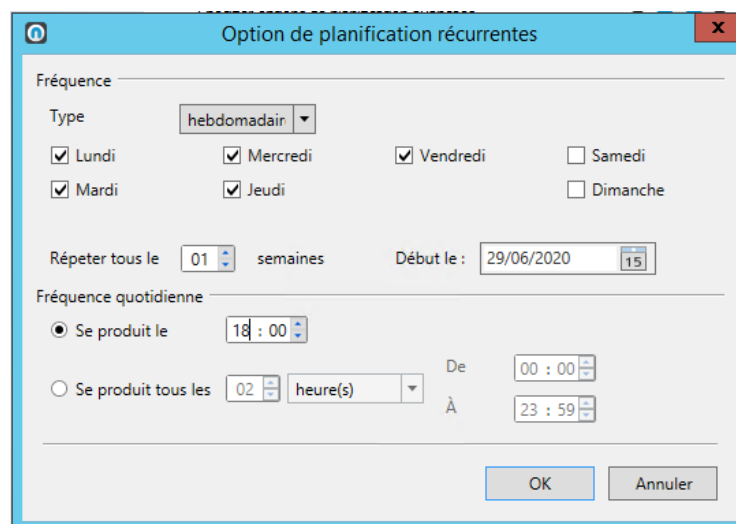 Option de planification récurrentes
x
Fréquence
Type hebdomadair
Lundi Mercredi Vendredi Samedi
Mardi Jeudi Dimanche
Répeter tous le 01 semaines Début le : 29/06/2020 15
Fréquence quotidienne
Se produit le 18 : 00
Se produit tous les 02 heure(s) De 00 : 00
À 23 : 59
OK Annuler